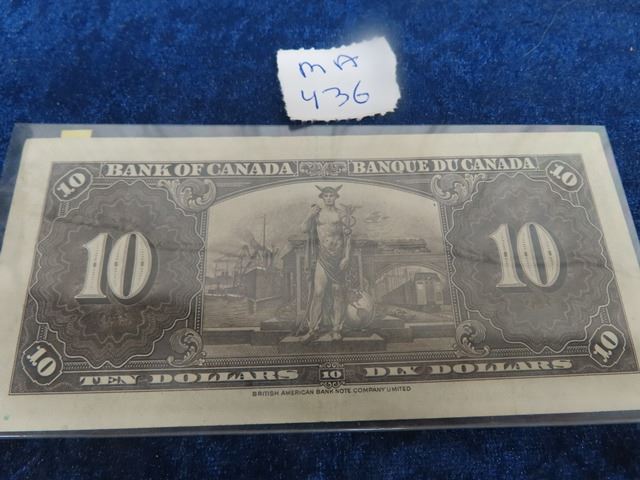 MA
436
BANK OF CANADA BANQUE DU CANADA
10 10
10 10
10 10
TEN DOLLARS 10 DIX DOLLARS
BRITISH AMERICAN BANK NOTE COMPANY LIMITED